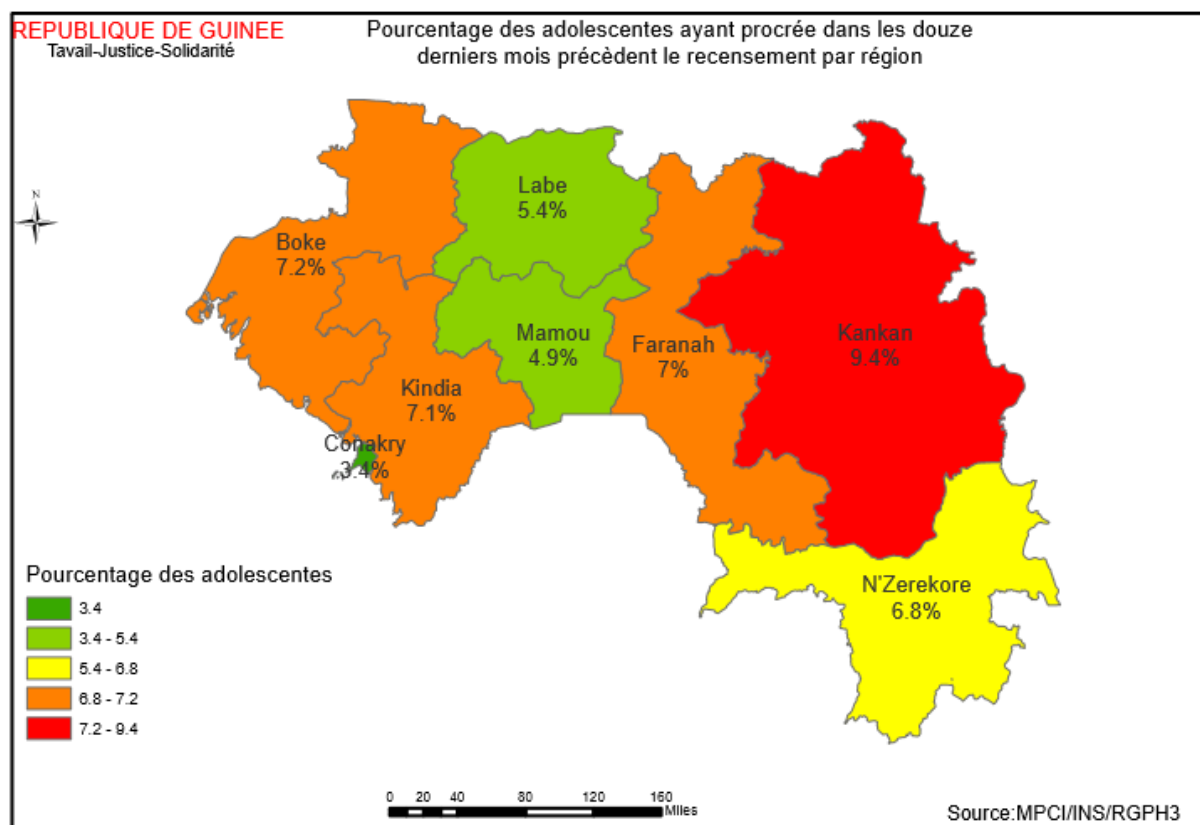 REPUBLIQUE DE GUINEE
Tavail-Justice-Solidarité
Pourcentage des adolescentes ayant procrée dans les douze
derniers mois précèdent le recensement par région
N
Labe
5.4%
Boke
7.2%
Mamou
4.9%
Faranah
7%
Kankan
9.4%
Kindia
7.1%
Conakry
3.4%
N'Zerekore
6.8%
Pourcentage des adolescentes
3.4
3.4 - 5.4
5.4 - 6.8
6.8 - 7.2
7.2 - 9.4
0 20 40 80 120 160
Miles
Source:MPCI/INS/RGPH3